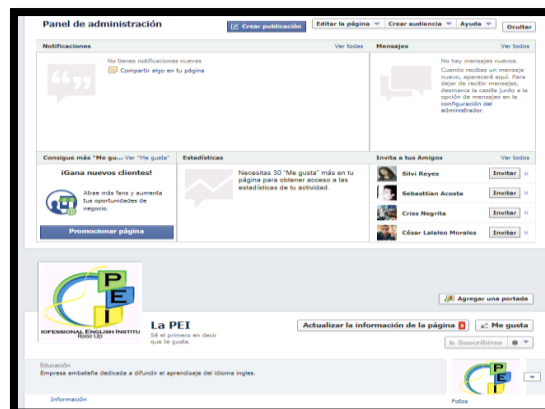 Panel de administración
Crear publicación
Editar la página
Crear audiencia
Ayuda
Ocultar
Notificaciones
Ver todas
Mensajes
Ver todos
No tienes notificaciones nuevas
Compartir algo en tu página
No hay mensajes nuevos.
Cuando recibes un mensaje
nuevo, aparecerá aquí. Para
dejar de recibir mensajes,
desmarca la casilla junto a la
opción de mensajes en la
configuración del
administrador.
Consigue más "Me gu... Ver "Me gusta"
Estadísticas
Invita a tus Amigos
Ver todos
¡Gana nuevos clientes!
Atrae más fans y aumenta
tus oportunidades de
negocio.
Promocionar página
Necesitas 30 "Me gusta" más en tu
página para obtener acceso a las
estadísticas de tu actividad.
Silvi Reyes
Invitar
Sebasttian Acosta
Invitar
Criss Negrita
Invitar
César Laleleo Morales
Invitar
Agregar una portada
PEI
ROFESSIONAL ENGLISH INSTITU
Raise Up
La PEI
Sé el primero en decir
que te gusta.
Actualizar la información de la página
Me gusta
Suscribirse
Educación
Empresa ambateña dedicada a difundir el aprendizaje del idioma ingles.
Información
PEI
Fotos